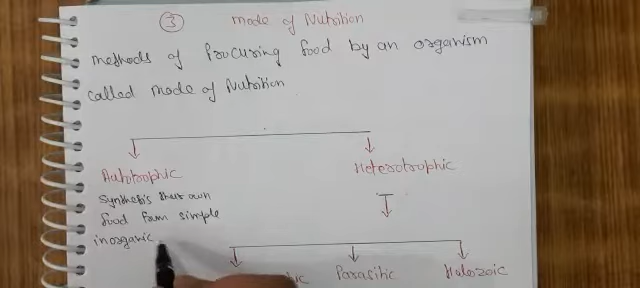 3 mode of Nutrition
methods of Procuring food by an organism
called mode of Nutrition
Autotrophic Heterotrophic
Synthesis their own
food form simple
inorganic
Parasitic Holozoic